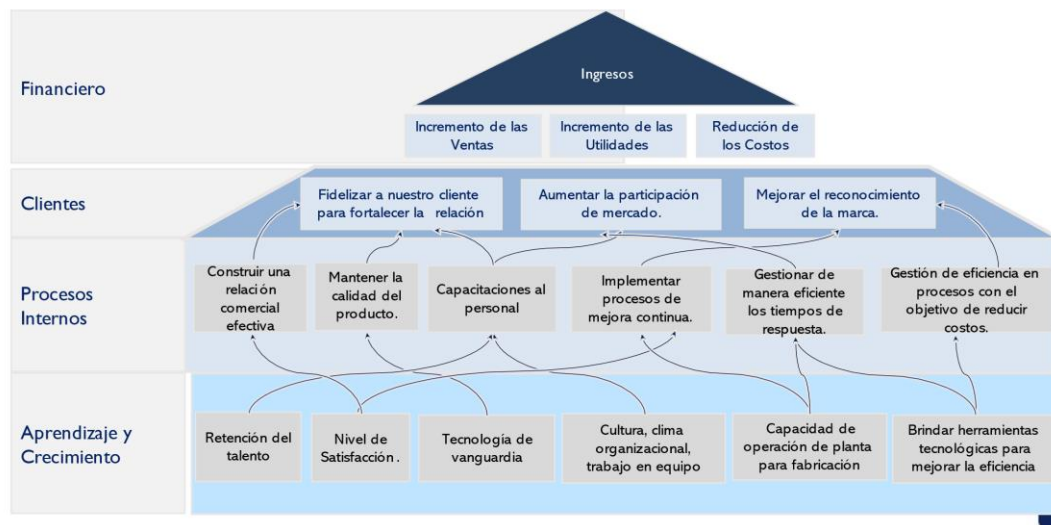 Financiero
Ingresos
Incremento de las
Ventas
Incremento de las
Utilidades
Reducción de
los Costos
Clientes
Fidelizar a nuestro cliente
para fortalecer la relación
Aumentar la participación
de mercado.
Mejorar el reconocimiento
de la marca.
Procesos
Internos
Construir una
relación
comercial
efectiva
Mantener la
calidad del
producto.
Capacitaciones al
personal
Implementar
procesos de
mejora continua.
Gestionar de
manera eficiente
los tiempos de
respuesta.
Gestión de eficiencia en
procesos con el
objetivo de reducir
costos.
Aprendizaje y
Crecimiento
Retención del
talento
Nivel de
Satisfacción .
Tecnología de
vanguardia
Cultura, clima
organizacional,
trabajo en equipo
Capacidad de
operación de planta
para fabricación
Brindar herramientas
tecnológicas para
mejorar la eficiencia